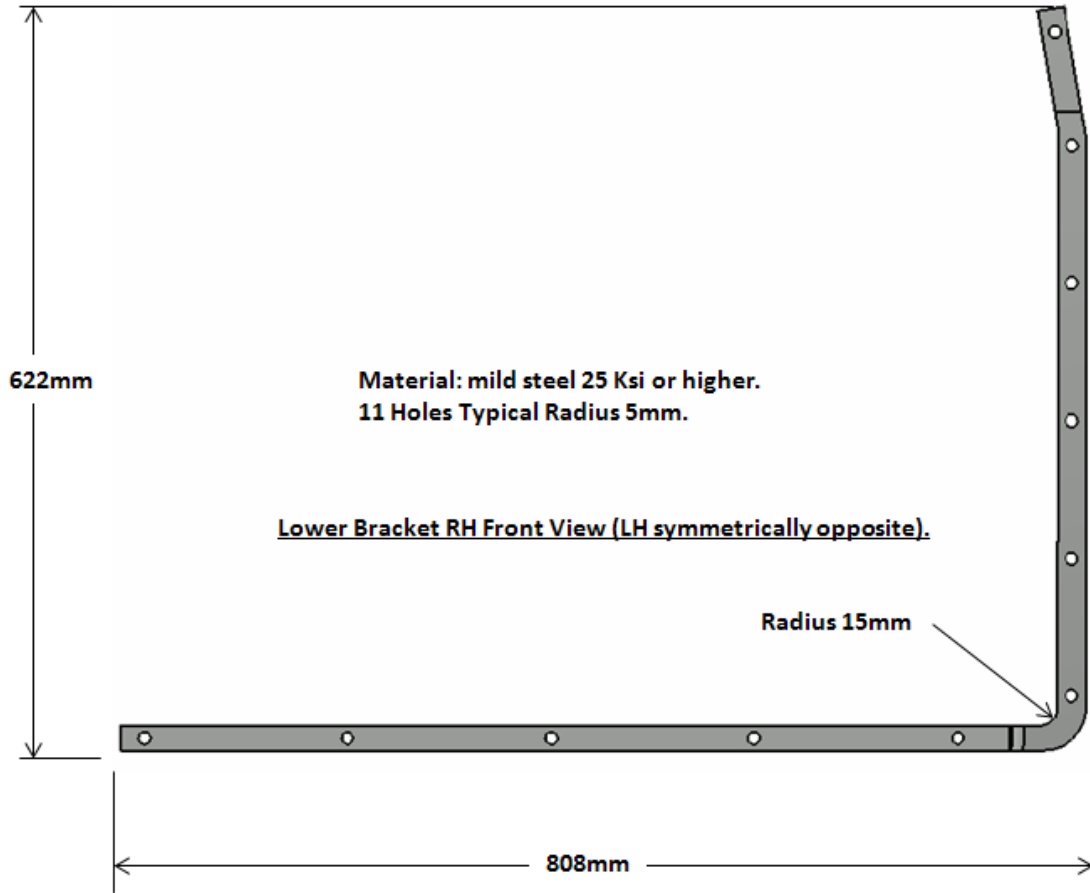 622mm
Material: mild steel 25 Ksi or higher.
11 Holes Typical Radius 5mm.
Lower Bracket RH Front View (LH symmetrically opposite).
Radius 15mm
808mm